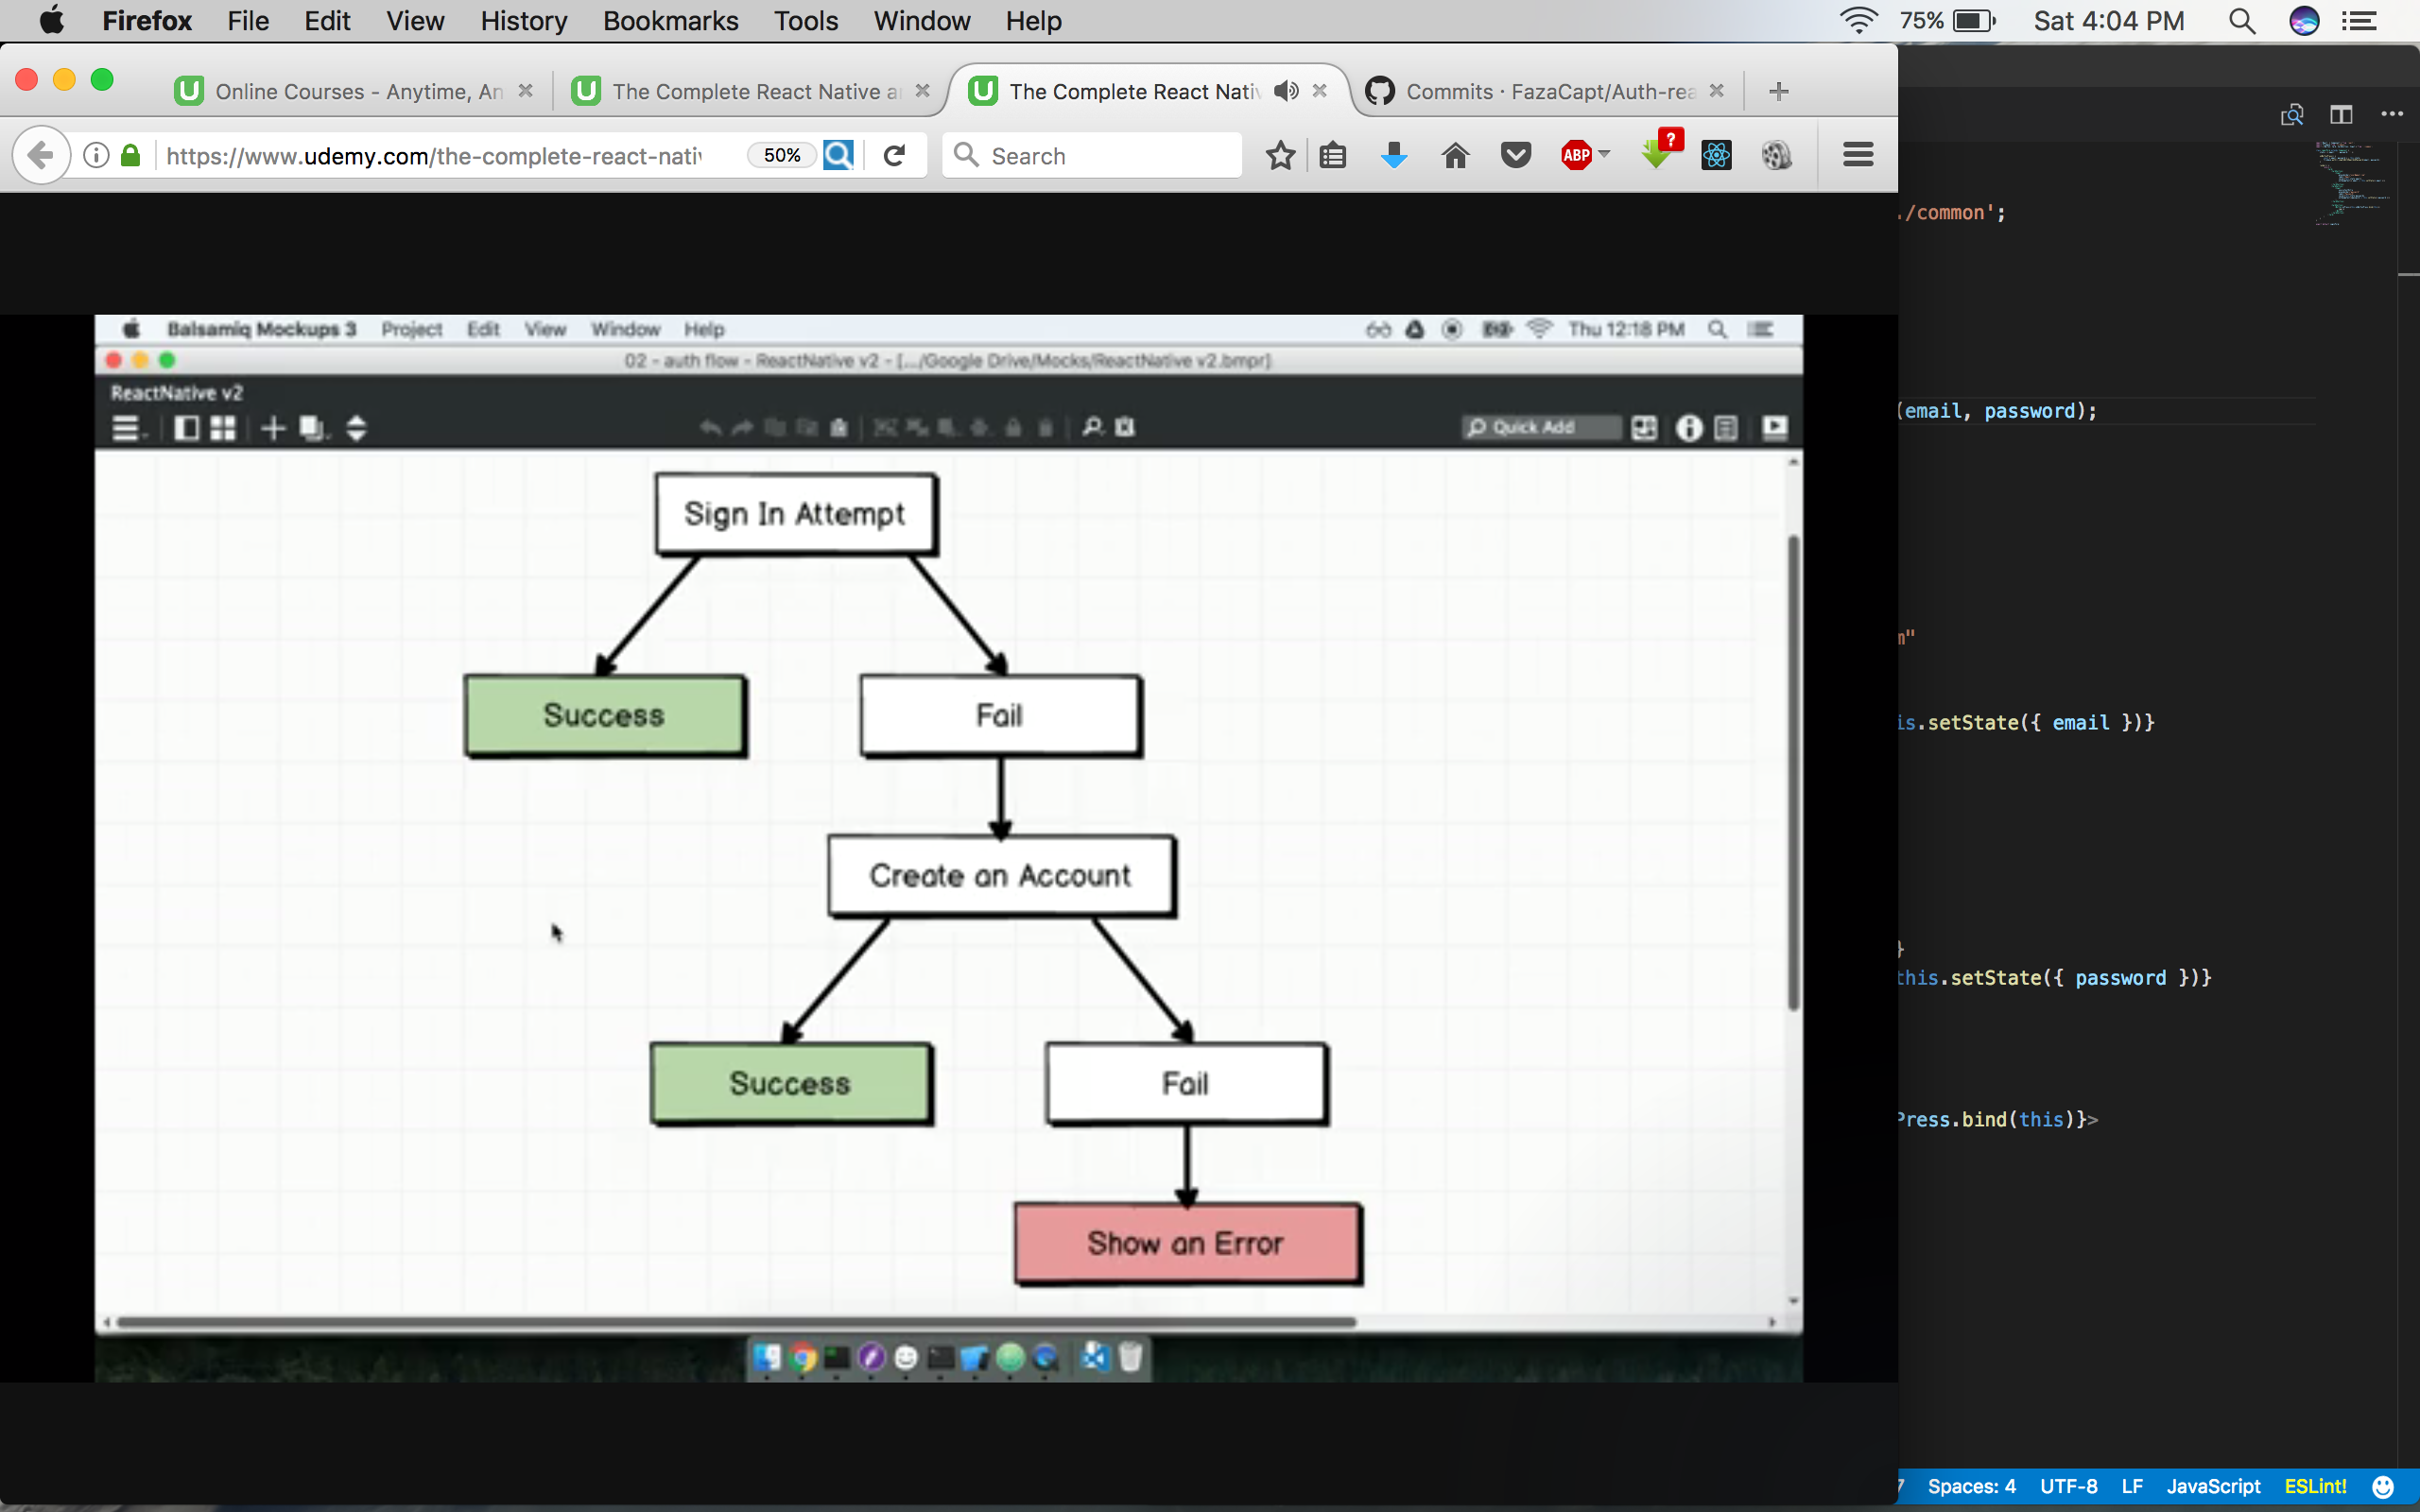 Firefox File Edit View History Bookmarks Tools Window Help 75% Sat 4:04 PM
Online Courses - Anytime, An
The Complete React Native a
The Complete React Nativ
Commits · FazaCapt/Auth-rea
https://www.udemy.com/the-complete-react-nativ 50% Search ABP ?
./common';
Balsamiq Mockups 3 Project Edit View Window Help Thu 12:18 PM
02 - auth flow - ReactNative v2 - [.../Google Drive/Mocks/ReactNative v2.bmpr]
ReactNative v2
Quick Add
(email, password);
Sign In Attempt
Success
Fail
m"
is.setState({ email })}
Create an Account
}
this.setState({ password })}
Success
Fail
Press.bind(this)}>
Show an Error
Spaces: 4 UTF-8 LF JavaScript ESLint!